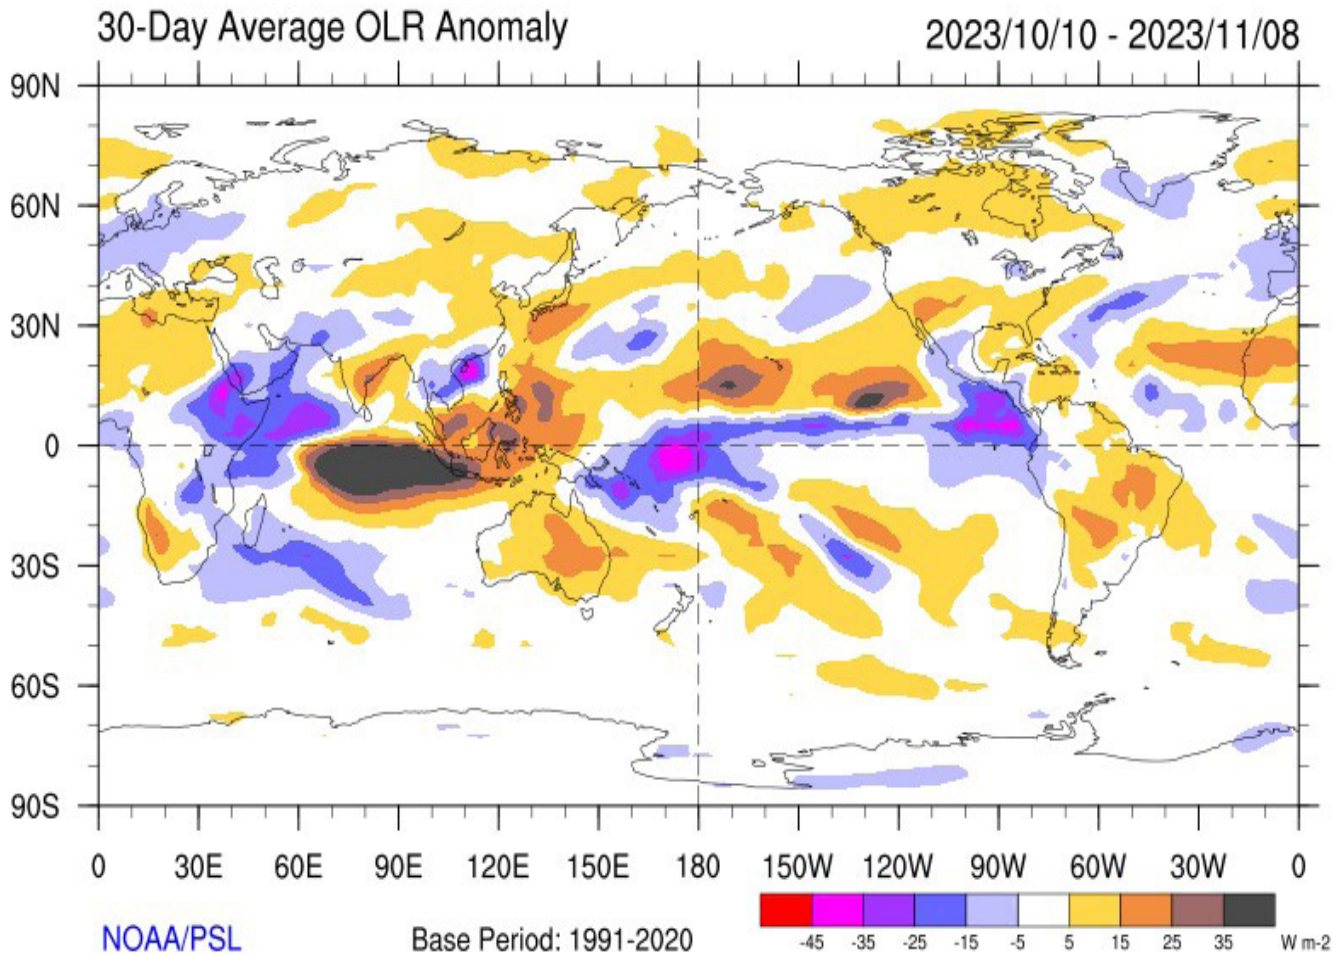 30-Day Average OLR Anomaly
2023/10/10 - 2023/11/08
90N
60N
30N
0
30S
60S
90S
0 30E 60E 90E 120E 150E 180 150W 120W 90W 60W 30W 0
-45 -35 -25 -15 -5 5 15 25 35 W m-2
NOAA/PSL
Base Period: 1991-2020